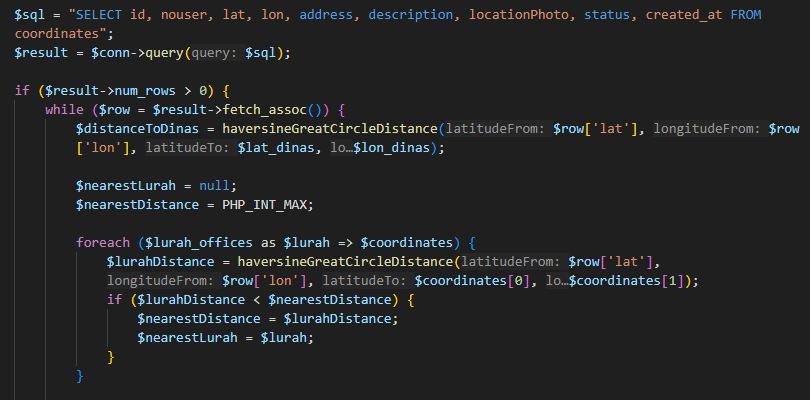 $sql = "SELECT id, nouser, lat, lon, address, description, locationPhoto, status, created_at FROM
coordinates";
$result = $conn->query(query: $sql);
if ($result->num_rows > 0) {
while ($row = $result->fetch_assoc()) {
$distanceToDinas = haversineGreatCircleDistance(latitudeFrom: $row['lat'], longitudeFrom: $row
['lon'], latitudeTo: $lat_dinas, lo…$lon_dinas);
$nearestLurah = null;
$nearestDistance = PHP_INT_MAX;
foreach ($lurah_offices as $lurah => $coordinates) {
$lurahDistance = haversineGreatCircleDistance(latitudeFrom: $row['lat'],
longitudeFrom: $row['lon'], latitudeTo: $coordinates[0], lo…$coordinates[1]);
if ($lurahDistance < $nearestDistance) {
$nearestDistance = $lurahDistance;
$nearestLurah = $lurah;
}
}